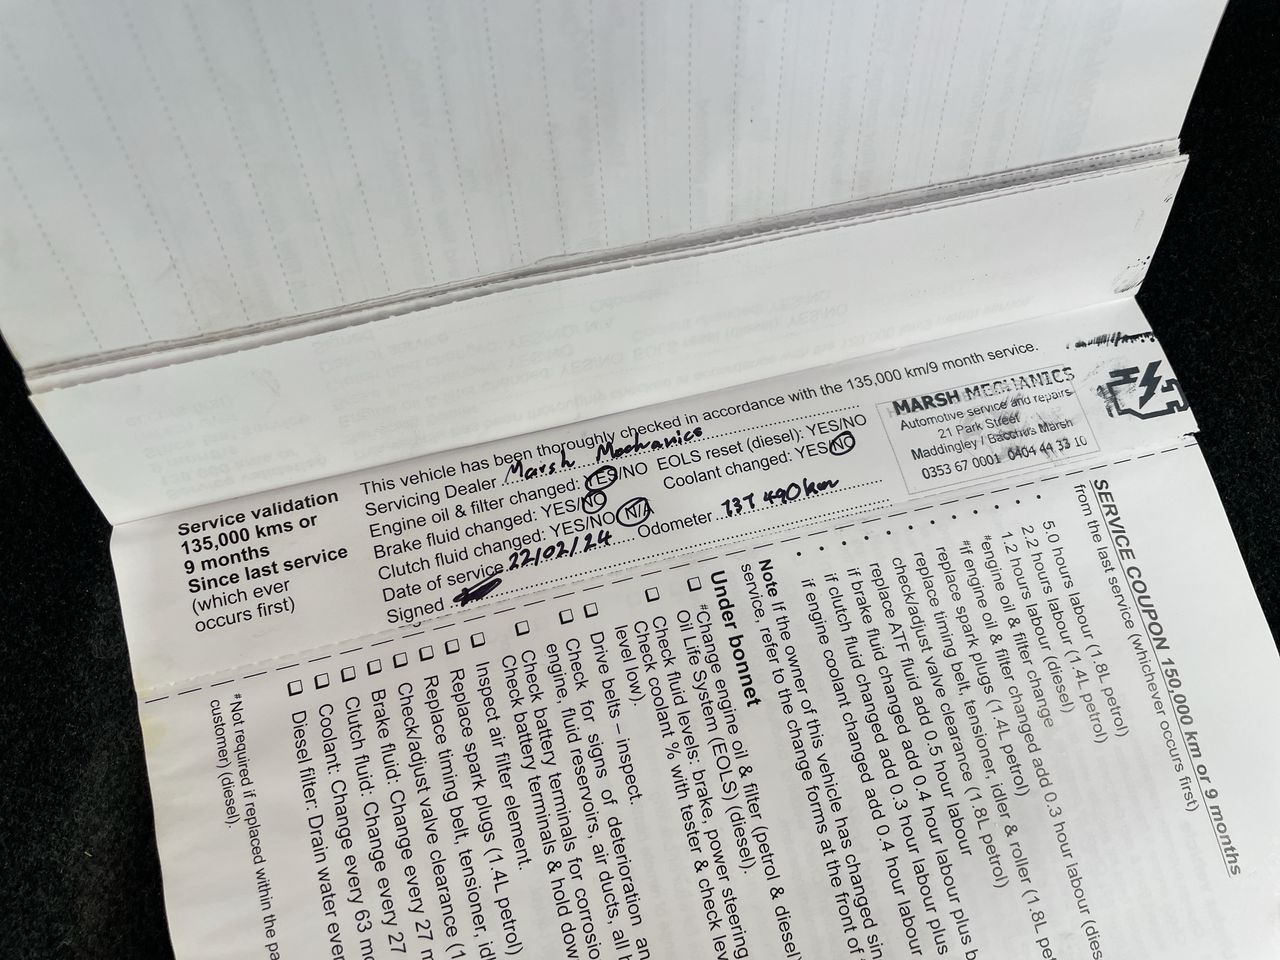 Service validation
135,000 kms or
9 months
Since last service
(which ever
occurs first)
This vehicle has been thoroughly checked in accordance with the 135,000 km/9 month service.
Servicing Dealer Marsh Mechanics
Engine oil & filter changed: YES/NO EOLS reset (diesel): YES/NO
Brake fluid changed: YES/NO Coolant changed: YES/NO
Clutch fluid changed: YES/NO N/A
Date of service 22/02/24 Odometer 137 490km
Signed
MARSH MECHANICS
Automotive service and repairs
21 Park Street
Maddingley / Bacchus Marsh
0353 67 0001 0404 44 33 10
SERVICE COUPON 150,000 km or 9 months
from the last service (whichever occurs first)
5.0 hours labour (1.8L petrol)
2.2 hours labour (1.4L petrol)
1.2 hours labour (diesel)
#engine oil & filter change
#if engine oil & filter changed add 0.3 hour labour
replace spark plugs (1.4L petrol)
replace timing belt, tensioner, idler & roller (1.8L
check/adjust valve clearance (1.8L petrol)
replace ATF fluid add 0.5 hour labour
if brake fluid changed add 0.4 hour labour plus
if clutch fluid changed add 0.3 hour labour plus
if engine coolant changed add 0.4 hour labour
Note If the owner of this vehicle has changed
service, refer to the change forms at the front of
Under bonnet
#Change engine oil & filter (petrol & diesel)
Oil Life System (EOLS) (diesel).
Check fluid levels: brake, power steering
Check coolant % with tester & check
level low).
Drive belts – inspect.
Check for signs of deterioration
engine, fluid reservoirs, air ducts, all
Check battery terminals for
Check battery terminals & hold
Inspect air filter element.
Replace spark plugs (1.4L petrol)
Replace timing belt, tensioner,
Check/adjust valve clearance
Brake fluid: Change every 27
Clutch fluid: Change every 27
Coolant: Change every 63
Diesel filter: Drain water
#Not required if replaced within the
customer) (diesel).